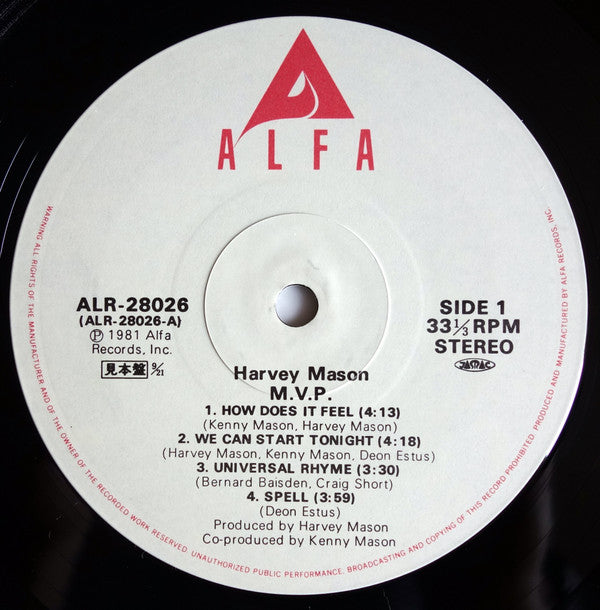 ALFA
ALR-28026
(ALR-28026-A)
Ⓟ 1981 Alfa
Records, Inc.
見本盤 9/21
SIDE 1
33 1/3 RPM
STEREO
JASRAC
Harvey Mason
M.V.P.
1. HOW DOES IT FEEL (4:13)
(Kenny Mason, Harvey Mason)
2. WE CAN START TONIGHT (4:18)
(Harvey Mason, Kenny Mason, Deon Estus)
3. UNIVERSAL RHYME (3:30)
(Bernard Baisden, Craig Short)
4. SPELL (3:59)
(Deon Estus)
Produced by Harvey Mason
Co-produced by Kenny Mason
WARNING: ALL RIGHTS OF THE MANUFACTURER AND OF THE OWNER OF THE RECORDED WORK RESERVED. UNAUTHORIZED PUBLIC PERFORMANCE, BROADCASTING AND COPYING OF THIS RECORD PROHIBITED. PRODUCED AND MANUFACTURED BY ALFA RECORDS, INC.